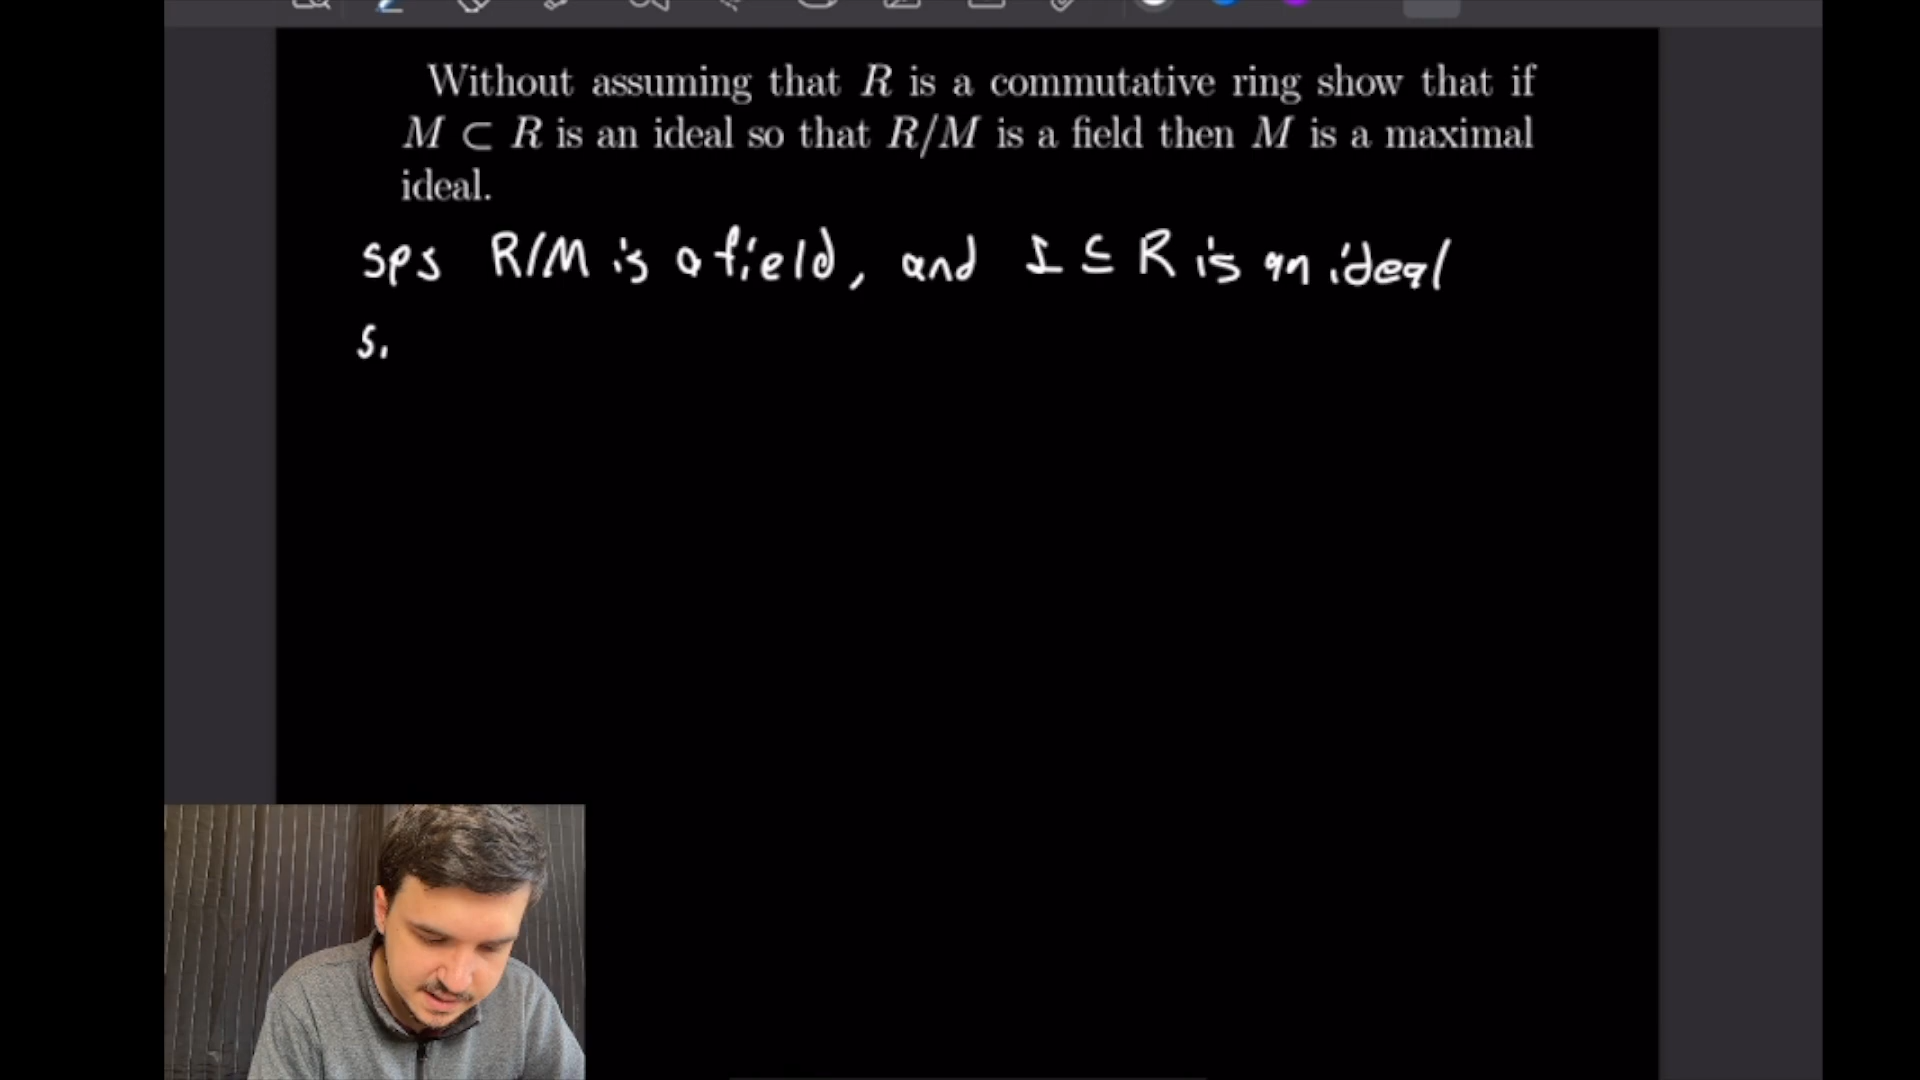 Without assuming that R is a commutative ring show that if
M ⊂ R is an ideal so that R/M is a field then M is a maximal
ideal.
sps R/M is a field, and I ⊆ R is an ideal
s.